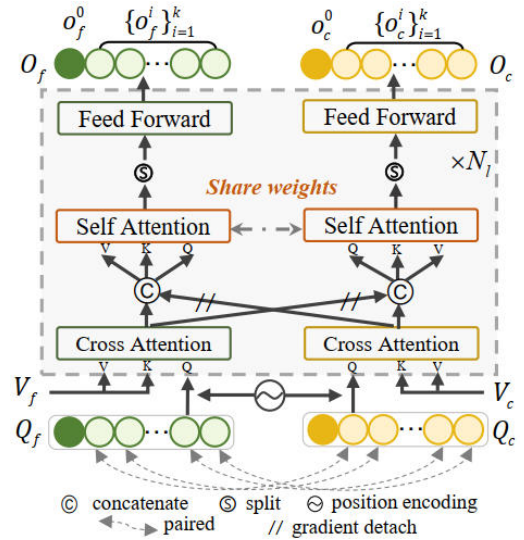 o_f^0 {o_f^i}_{i=1}^k o_c^0 {o_c^i}_{i=1}^k
O_f ··· ··· O_c
Feed Forward Feed Forward
S S ×N_l
Share weights
Self Attention Self Attention
V K Q Q K V
C // // C
Cross Attention Cross Attention
V_f V K Q Q K V V_c
Q_f ··· ··· Q_c
Ⓒ concatenate Ⓢ split position encoding
paired // gradient detach